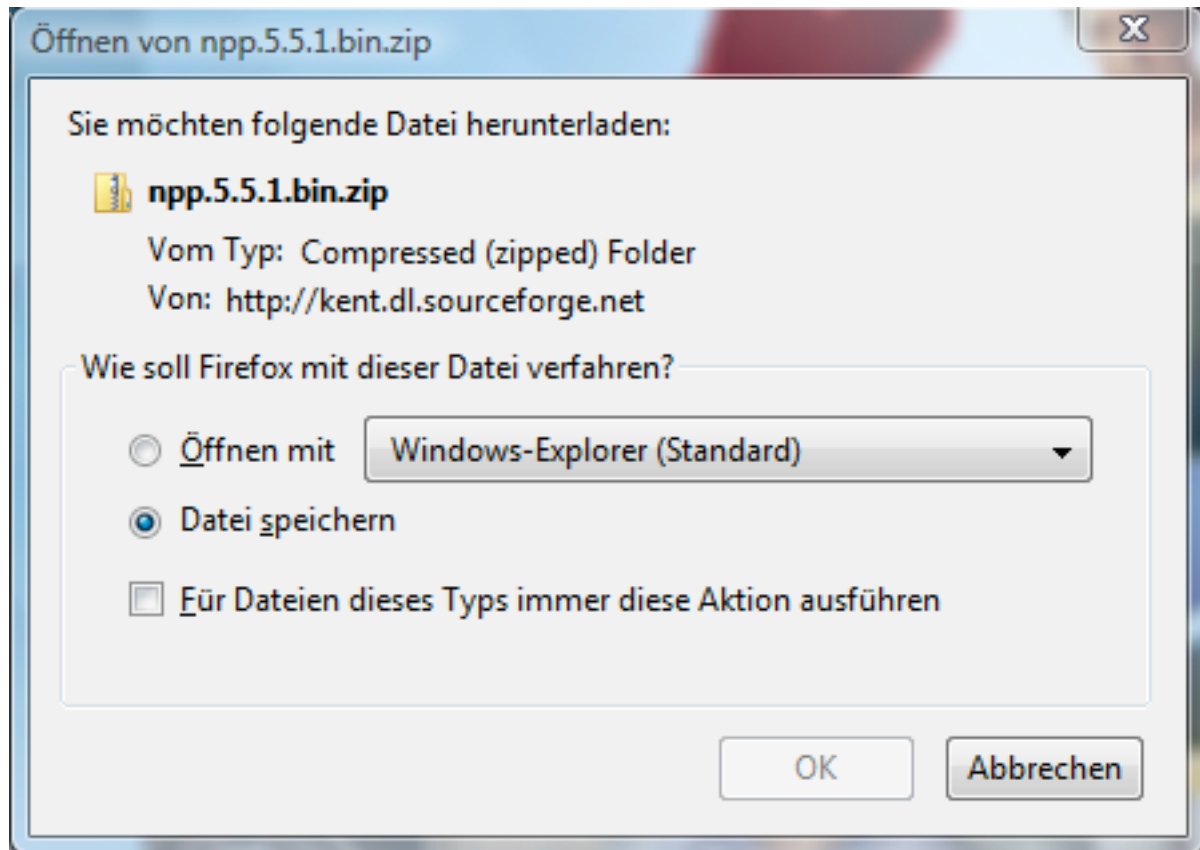 Öffnen von npp.5.5.1.bin.zip
Sie möchten folgende Datei herunterladen:
npp.5.5.1.bin.zip
Vom Typ: Compressed (zipped) Folder
Von: http://kent.dl.sourceforge.net
Wie soll Firefox mit dieser Datei verfahren?
Öffnen mit Windows-Explorer (Standard)
Datei speichern
Für Dateien dieses Typs immer diese Aktion ausführen
OK Abbrechen